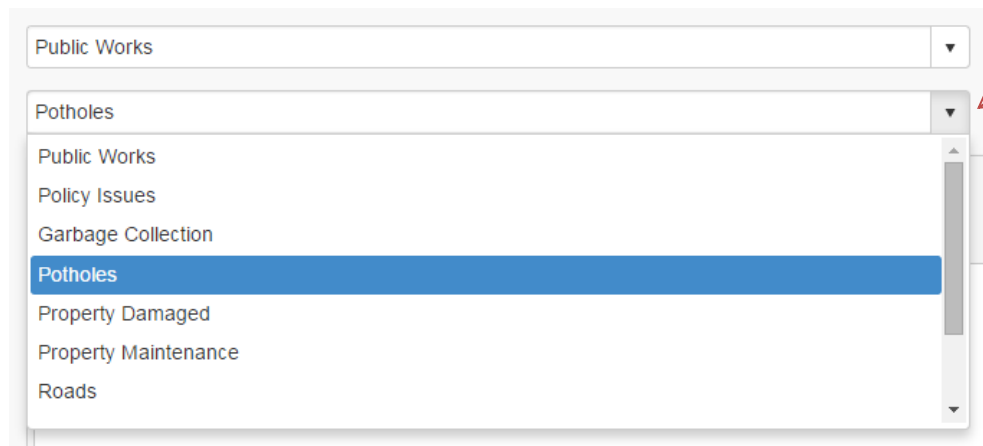 Public Works
Potholes
Public Works
Policy Issues
Garbage Collection
Potholes
Property Damaged
Property Maintenance
Roads